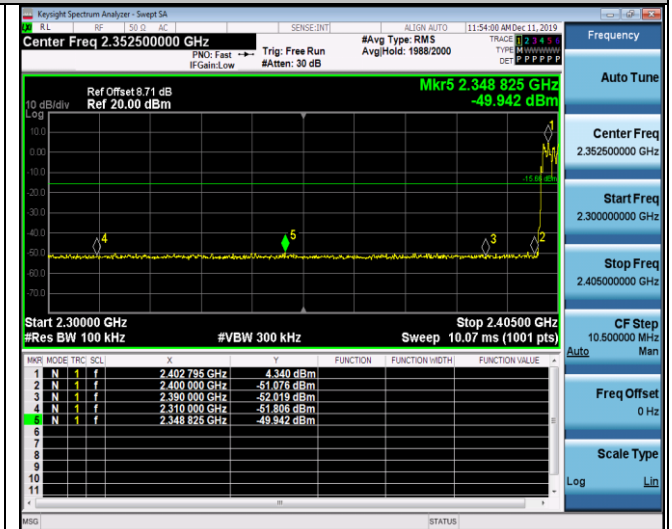 Keysight Spectrum Analyzer - Swept SA
RL RF 50 Ω AC SENSE:INT ALIGN AUTO 11:54:00 AM Dec 11, 2019
Center Freq 2.352500000 GHz
PNO: Fast
IFGain:Low
Trig: Free Run
#Atten: 30 dB
#Avg Type: RMS
Avg|Hold: 1988/2000
TRACE 1 2 3 4 5 6
TYPE M WWWWW
DET P P P P P P
Ref Offset 8.71 dB
Ref 20.00 dBm
10 dB/div
Log
Mkr5 2.348 825 GHz
-49.942 dBm
10.0
0.00
-10.0
-20.0
-30.0
-40.0
-50.0
-60.0
-70.0
-15.66 dBm
1
2
3
4
5
Start 2.30000 GHz Stop 2.40500 GHz
#Res BW 100 kHz #VBW 300 kHz Sweep 10.07 ms (1001 pts)
MKR MODE TRC SCL X Y FUNCTION FUNCTION WIDTH FUNCTION VALUE
1 N 1 f 2.402 795 GHz 4.340 dBm
2 N 1 f 2.400 000 GHz -51.076 dBm
3 N 1 f 2.390 000 GHz -52.019 dBm
4 N 1 f 2.310 000 GHz -51.806 dBm
5 N 1 f 2.348 825 GHz -49.942 dBm
6
7
8
9
10
11
MSG STATUS
Frequency
Auto Tune
Center Freq
2.352500000 GHz
Start Freq
2.300000000 GHz
Stop Freq
2.405000000 GHz
CF Step
10.500000 MHz
Auto Man
Freq Offset
0 Hz
Scale Type
Log Lin